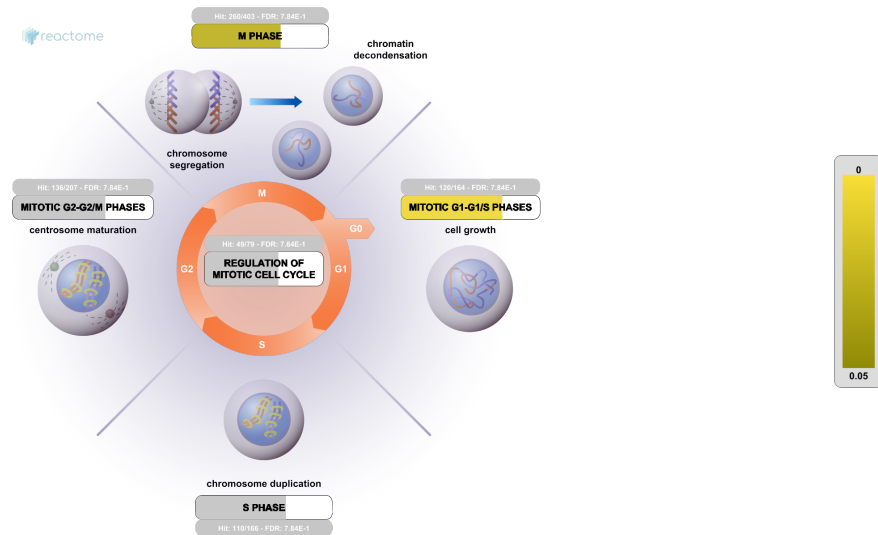 reactome
Hit: 260/403 - FDR: 7.84E-1
M PHASE
chromatin
decondensation
chromosome
segregation
Hit: 136/207 - FDR: 7.84E-1
MITOTIC G2-G2/M PHASES
centrosome maturation
Hit: 120/164 - FDR: 7.84E-1
MITOTIC G1-G1/S PHASES
cell growth
M
G0
G2
G1
S
Hit: 49/79 - FDR: 7.84E-1
REGULATION OF
MITOTIC CELL CYCLE
chromosome duplication
S PHASE
Hit: 110/166 - FDR: 7.84E-1
0
0.05